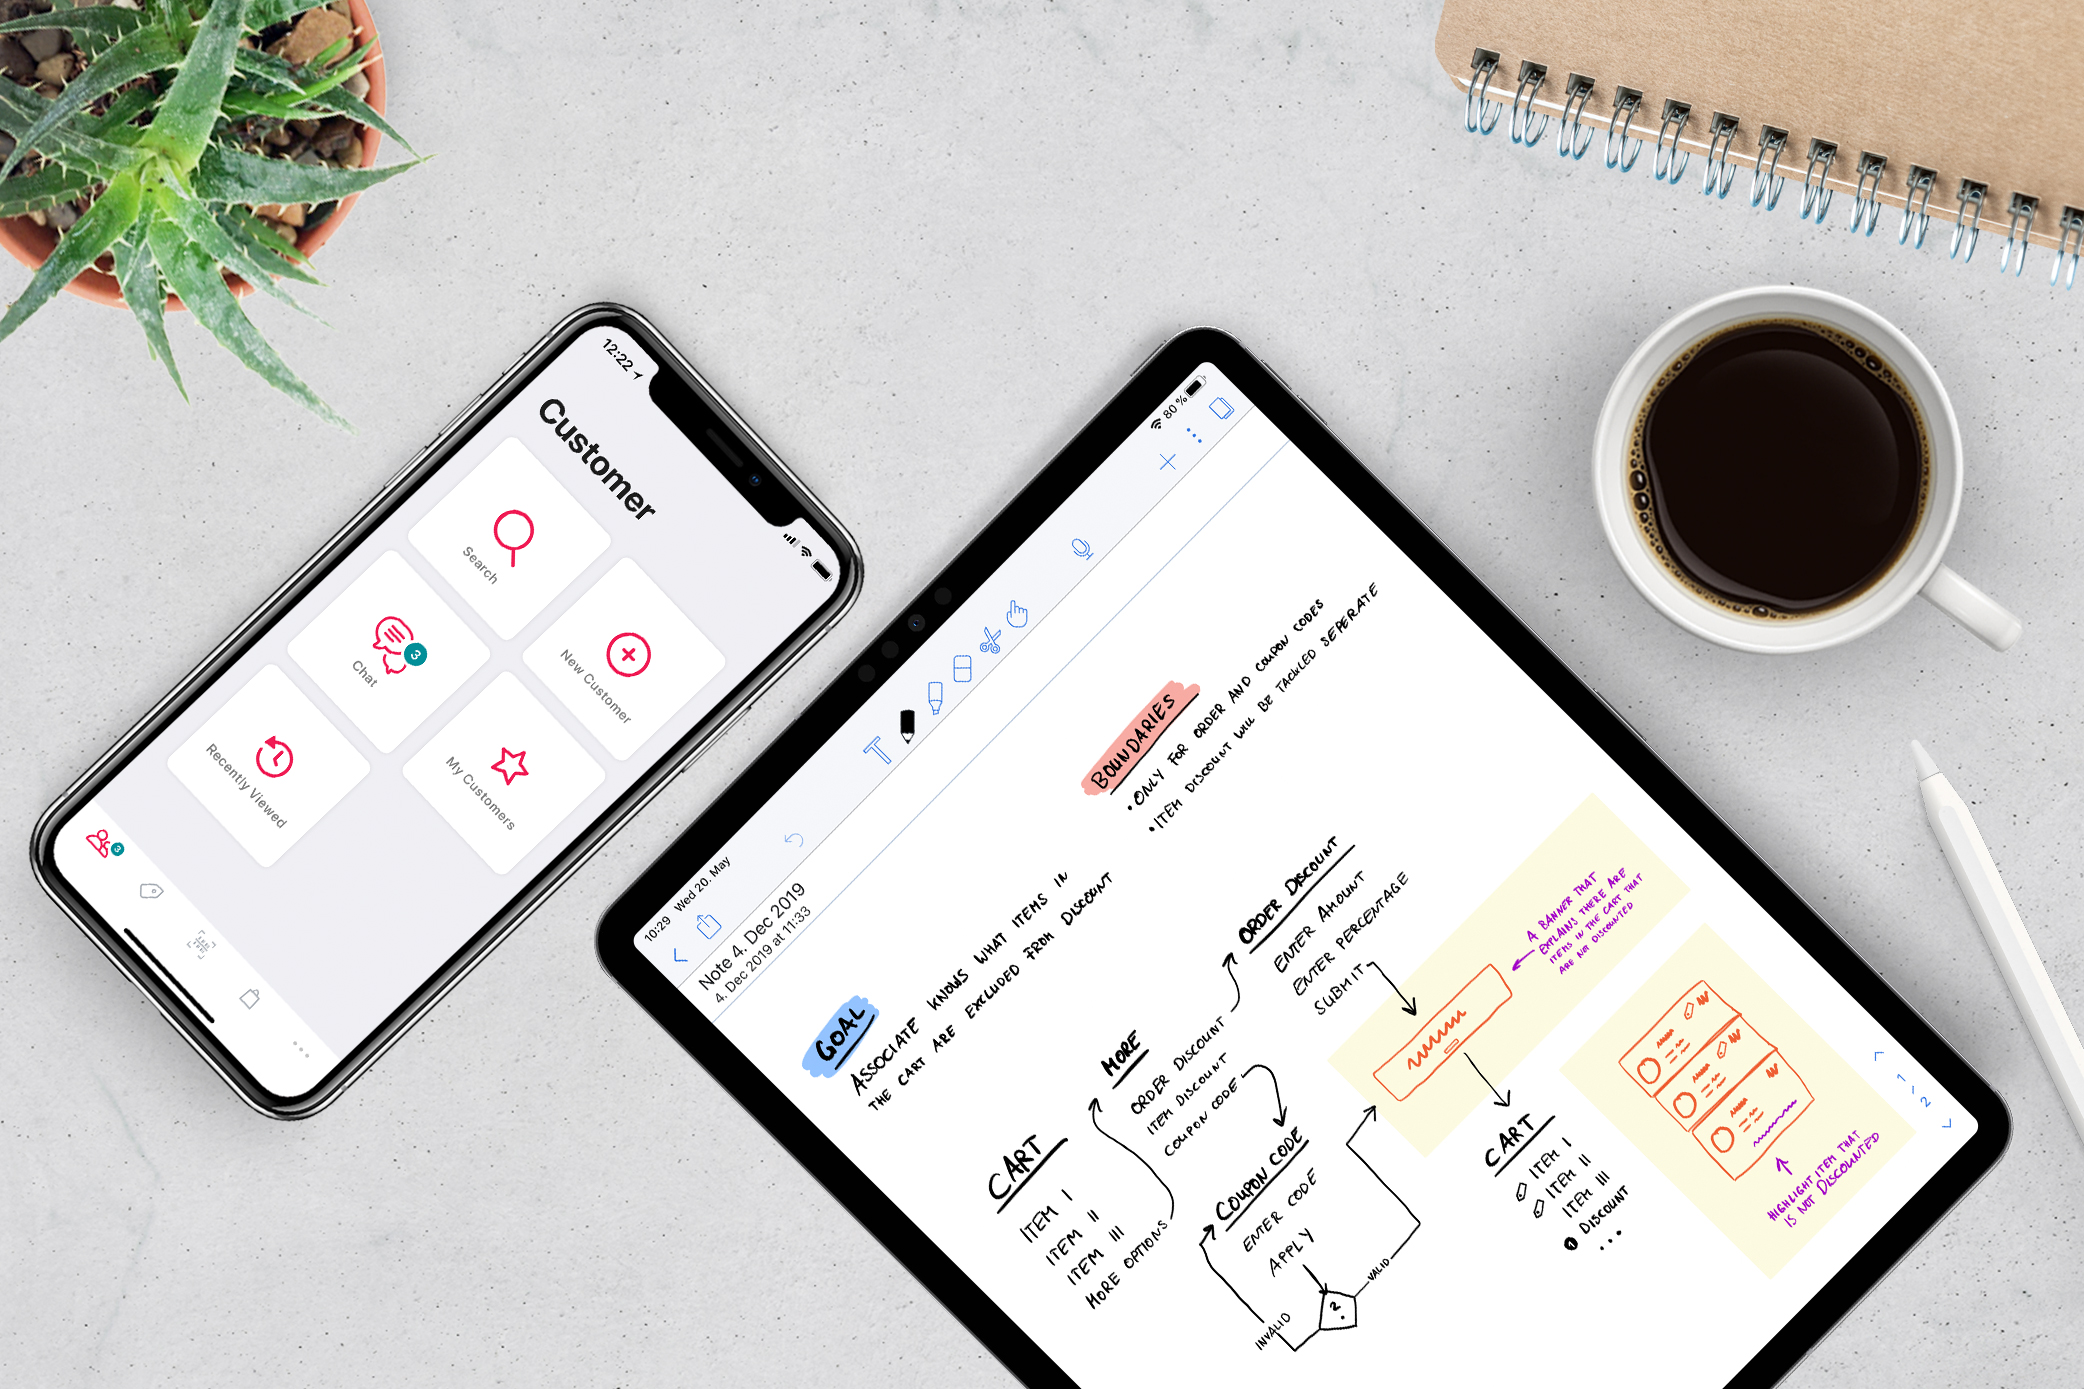 12:22
Customer
Search
New Customer
Chat
3
My Customers
Recently Viewed
3
10:29 Wed 20. May
80 %
Note 4. Dec 2019
4. Dec 2019 at 11:33
GOAL
ASSOCIATE KNOWS WHAT ITEMS IN
THE CART ARE EXCLUDED FROM DISCOUNT
BOUNDARIES
• ONLY FOR ORDER AND COUPON CODES
• ITEM DISCOUNT WILL BE TACKLED SEPERATE
CART
ITEM I
ITEM II
ITEM III
MORE OPTIONS
MORE
ORDER DISCOUNT
ITEM DISCOUNT
COUPON CODE
ORDER DISCOUNT
ENTER AMOUNT
ENTER PERCENTAGE
SUBMIT
COUPON CODE
ENTER CODE
APPLY
?
INVALID
VALID
A BANNER THAT
EXPLAINS THERE ARE
ITEMS IN THE CART THAT
ARE NOT DISCOUNTED
CART
ITEM I
ITEM II
ITEM III
1 DISCOUNT
...
HIGHLIGHT ITEM THAT
IS NOT DISCOUNTED
1
2